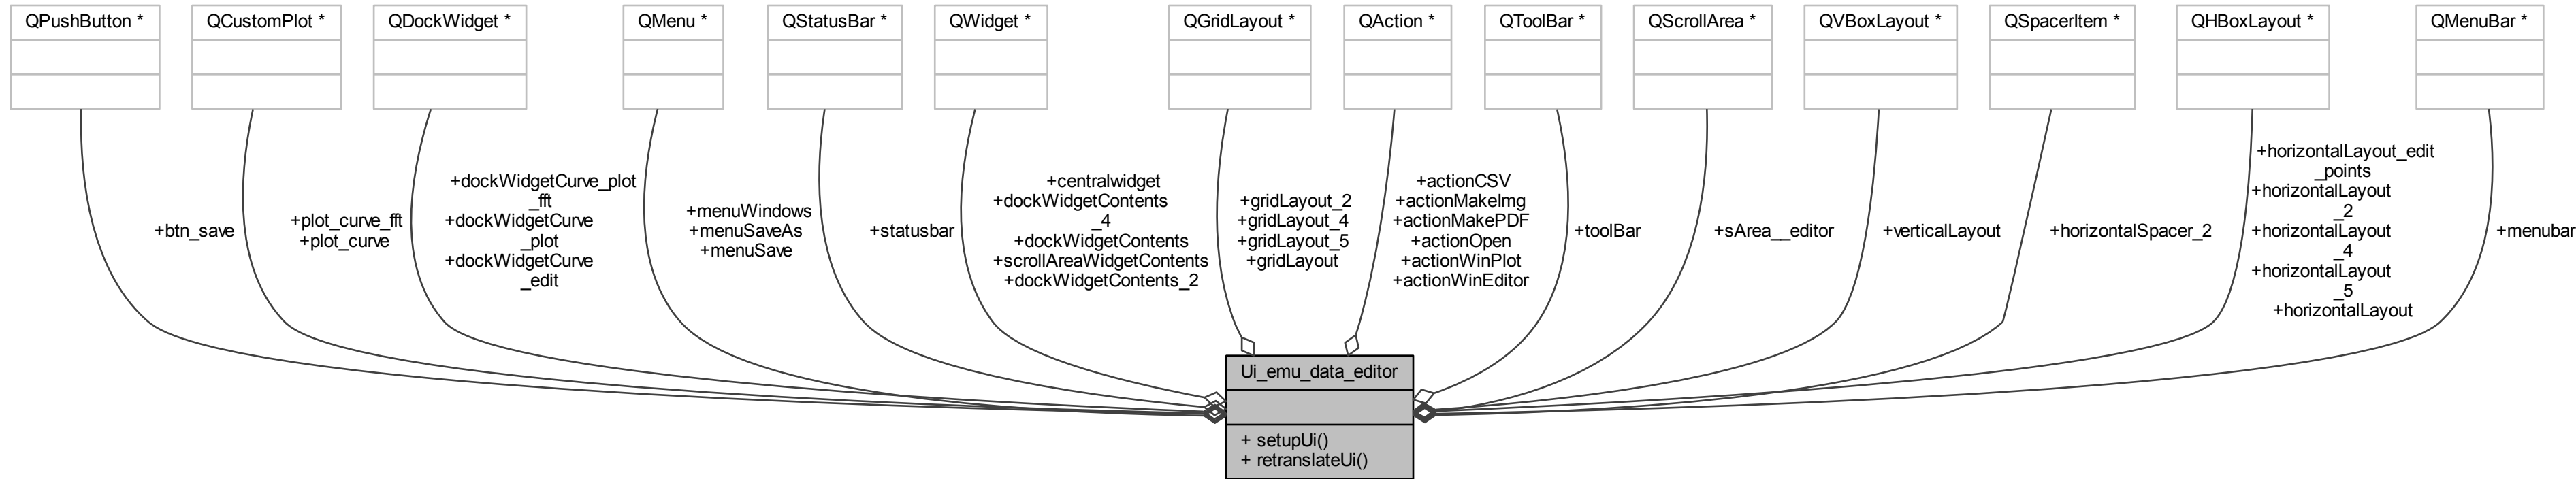 QPushButton *
QCustomPlot *
QDockWidget *
QMenu *
QStatusBar *
QWidget *
QGridLayout *
QAction *
QToolBar *
QScrollArea *
QVBoxLayout *
QSpacerItem *
QHBoxLayout *
QMenuBar *
+btn_save
+plot_curve_fft
+plot_curve
+dockWidgetCurve_plot
_fft
+dockWidgetCurve
_plot
+dockWidgetCurve
_edit
+menuWindows
+menuSaveAs
+menuSave
+statusbar
+centralwidget
+dockWidgetContents
_4
+dockWidgetContents
+scrollAreaWidgetContents
+dockWidgetContents_2
+gridLayout_2
+gridLayout_4
+gridLayout_5
+gridLayout
+actionCSV
+actionMakeImg
+actionMakePDF
+actionOpen
+actionWinPlot
+actionWinEditor
+toolBar
+sArea__editor
+verticalLayout
+horizontalSpacer_2
+horizontalLayout_edit
_points
+horizontalLayout
_2
+horizontalLayout
_4
+horizontalLayout
_5
+horizontalLayout
+menubar
Ui_emu_data_editor
+ setupUi()
+ retranslateUi()